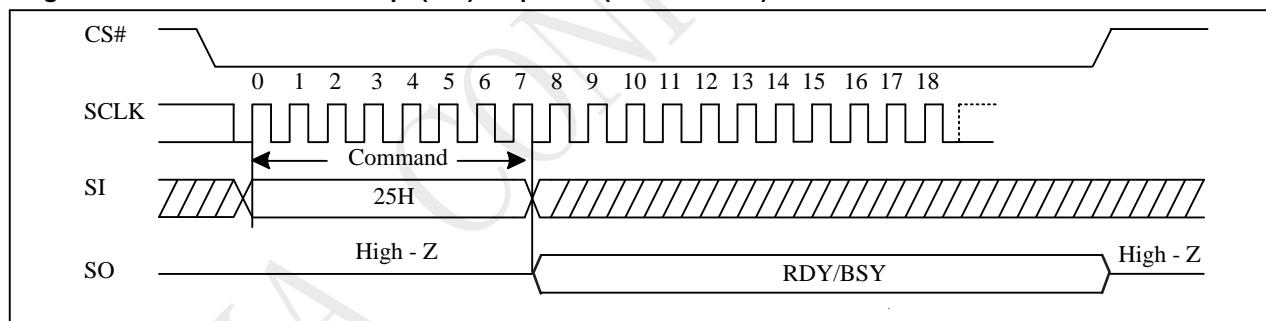 CS#
0 1 2 3 4 5 6 7 8 9 10 11 12 13 14 15 16 17 18
SCLK
Command
SI
25H
High - Z
High - Z
SO
RDY/BSY